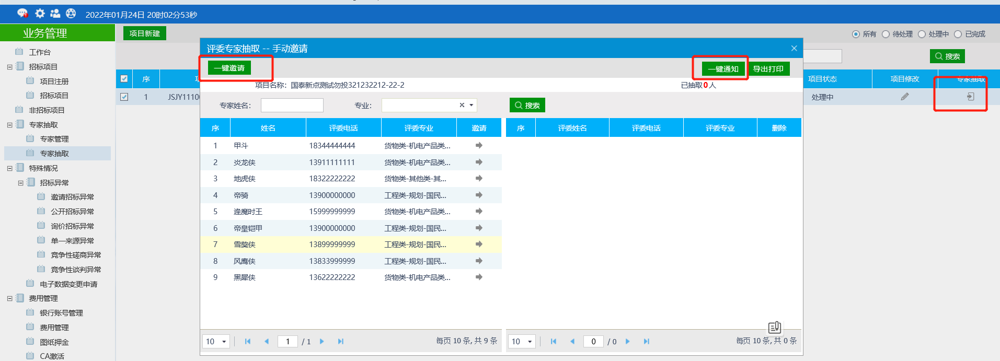 2022年01月24日 20时02分53秒
业务管理
工作台
招标项目
项目注册
招标项目
非招标项目
专家抽取
专家管理
专家抽取
特殊情况
招标异常
邀请招标异常
公开招标异常
询价招标异常
单一来源异常
竞争性磋商异常
竞争性谈判异常
电子数据变更申请
费用管理
银行账号管理
费用管理
图纸押金
CA激活
项目新建
所有 待处理 处理中 已完成
搜索
序
项目状态 项目修改 专家抽取
1 JSJY1110
处理中
评委专家抽取 -- 手动邀请
一键邀请 一键通知 导出打印
项目名称: 国泰新点测试勿投321232212-22-2 已抽取0人
专家姓名: 专业: 搜索
序 姓名 评委电话 评委专业 邀请
1 甲斗 18344444444 货物类-机电产品类...
2 炎龙侠 13911111111 货物类-机电产品类...
3 地虎侠 18322222222 货物类-其他类-其...
4 帝骑 13900000000 工程类-规划-国民...
5 逢魔时王 15999999999 货物类-机电产品类...
6 帝皇铠甲 13900000000 工程类-规划-国民...
7 雪獒侠 13899999999 工程类-规划-国民...
8 风鹰侠 13833999999 工程类-规划-国民...
9 黑犀侠 13622222222 货物类-机电产品类...
10 1 / 1 每页 10 条, 共 9 条
序 评委姓名 评委电话 评委专业 删除
10 0 / 0 每页 10 条, 共 0 条